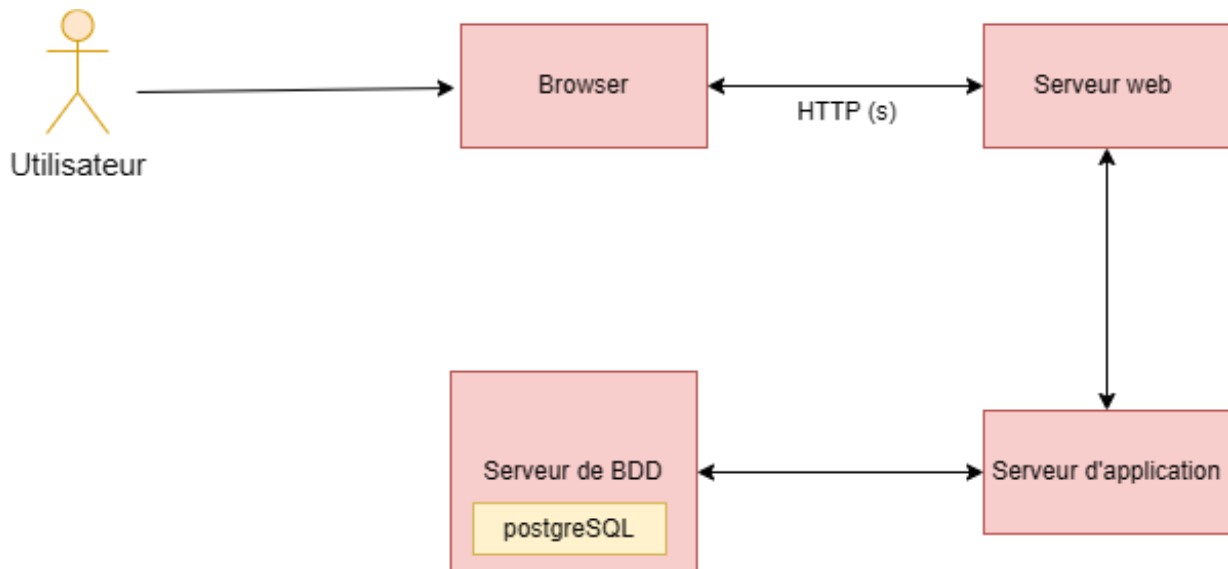 Browser
Serveur web
HTTP (s)
Utilisateur
Serveur de BDD
Serveur d'application
postgreSQL